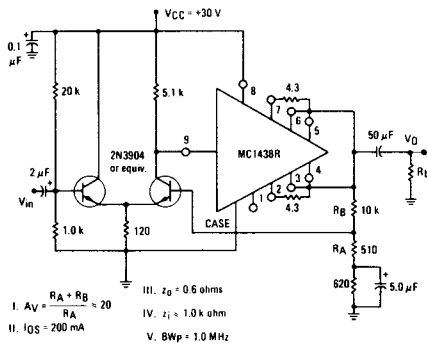 VCC = +30 V
0.1 µF
+
20 k
5.1 k
8
4.3
7
6
5
9
MC1438R
50 µF
+
VO
2N3904
or equiv.
2 µF
+
Vin
4
3
2
1
4.3
CASE
RL
RB
10 k
RA
510
1.0 k
120
620
+
5.0 µF
I. AV = RA + RB / RA ≈ 20
II. IOS = 200 mA
III. zo = 0.6 ohms
IV. zi ≈ 1.0 k ohm
V. BWP = 1.0 MHz